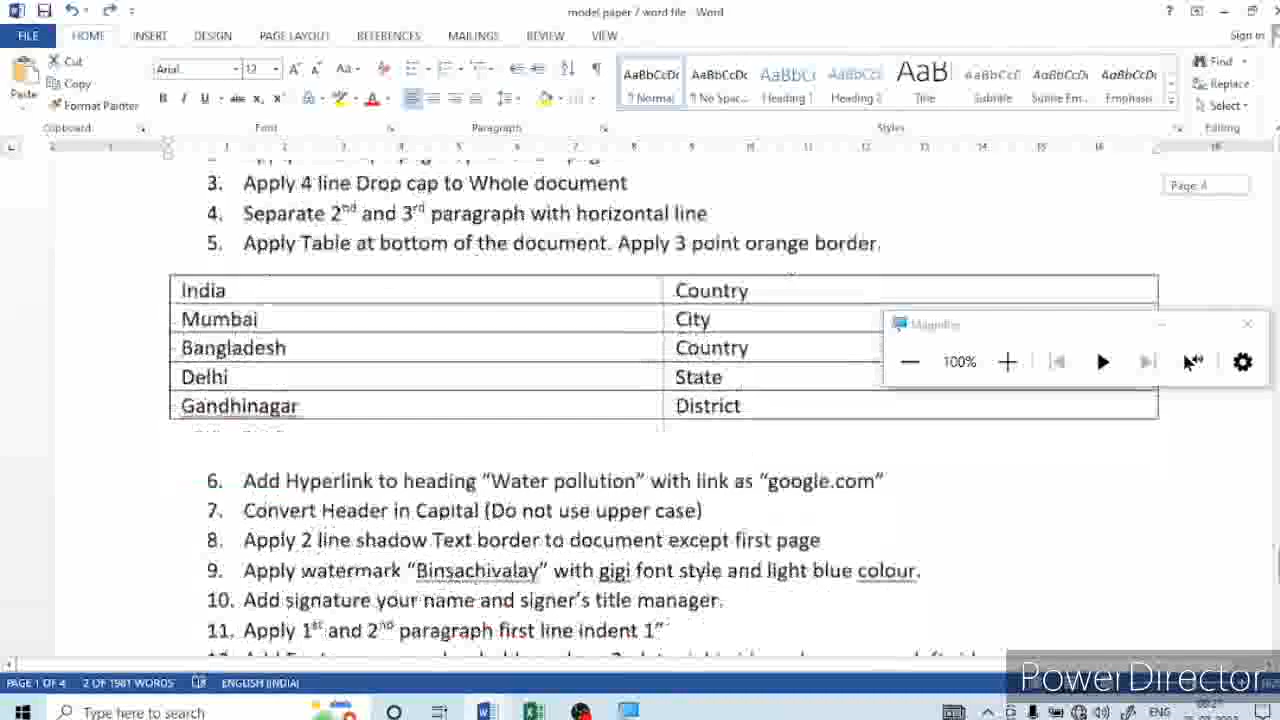 model paper 7 word file - Word
Sign in
FILE HOME INSERT DESIGN PAGE LAYOUT REFERENCES MAILINGS REVIEW VIEW
Cut
Copy
Format Painter
Paste
Arial
12
AaBbCcDc
¶ Normal
AaBbCcDc
¶ No Spac...
AaBbCc
Heading 1
AaBbCcC
Heading 2
AaB
Title
AaBbCcD
Subtitle
AaBbCcDc
Subtle Em...
AaBbCcDc
Emphasis
Find
Replace
Select
Clipboard Font Paragraph Styles Editing
Page: 4
3. Apply 4 line Drop cap to Whole document
4. Separate 2nd and 3rd paragraph with horizontal line
5. Apply Table at bottom of the document. Apply 3 point orange border.
India Country
Mumbai City
Bangladesh Country
Delhi State
Gandhinagar District
Magnifier
100%
6. Add Hyperlink to heading “Water pollution” with link as “google.com”
7. Convert Header in Capital (Do not use upper case)
8. Apply 2 line shadow Text border to document except first page
9. Apply watermark “Binsachivalay” with gigi font style and light blue colour.
10. Add signature your name and signer’s title manager.
11. Apply 1st and 2nd paragraph first line indent 1”
PAGE 1 OF 4 2 OF 1981 WORDS ENGLISH (INDIA)
PowerDirector
Type here to search
ENG